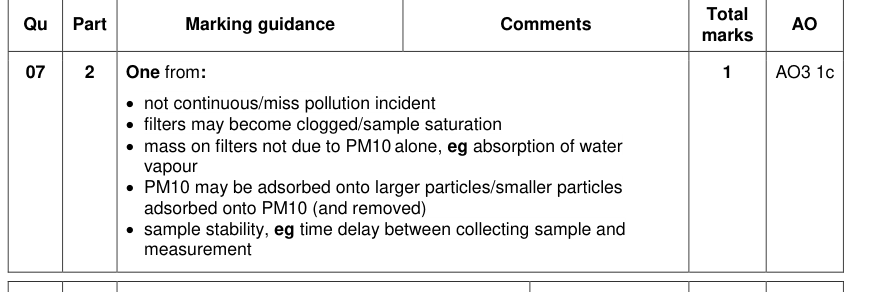 Qu Part Marking guidance Comments Total marks AO
07 2 One from: 1 AO3 1c
• not continuous/miss pollution incident
• filters may become clogged/sample saturation
• mass on filters not due to PM10 alone, eg absorption of water
vapour
• PM10 may be adsorbed onto larger particles/smaller particles
adsorbed onto PM10 (and removed)
• sample stability, eg time delay between collecting sample and
measurement